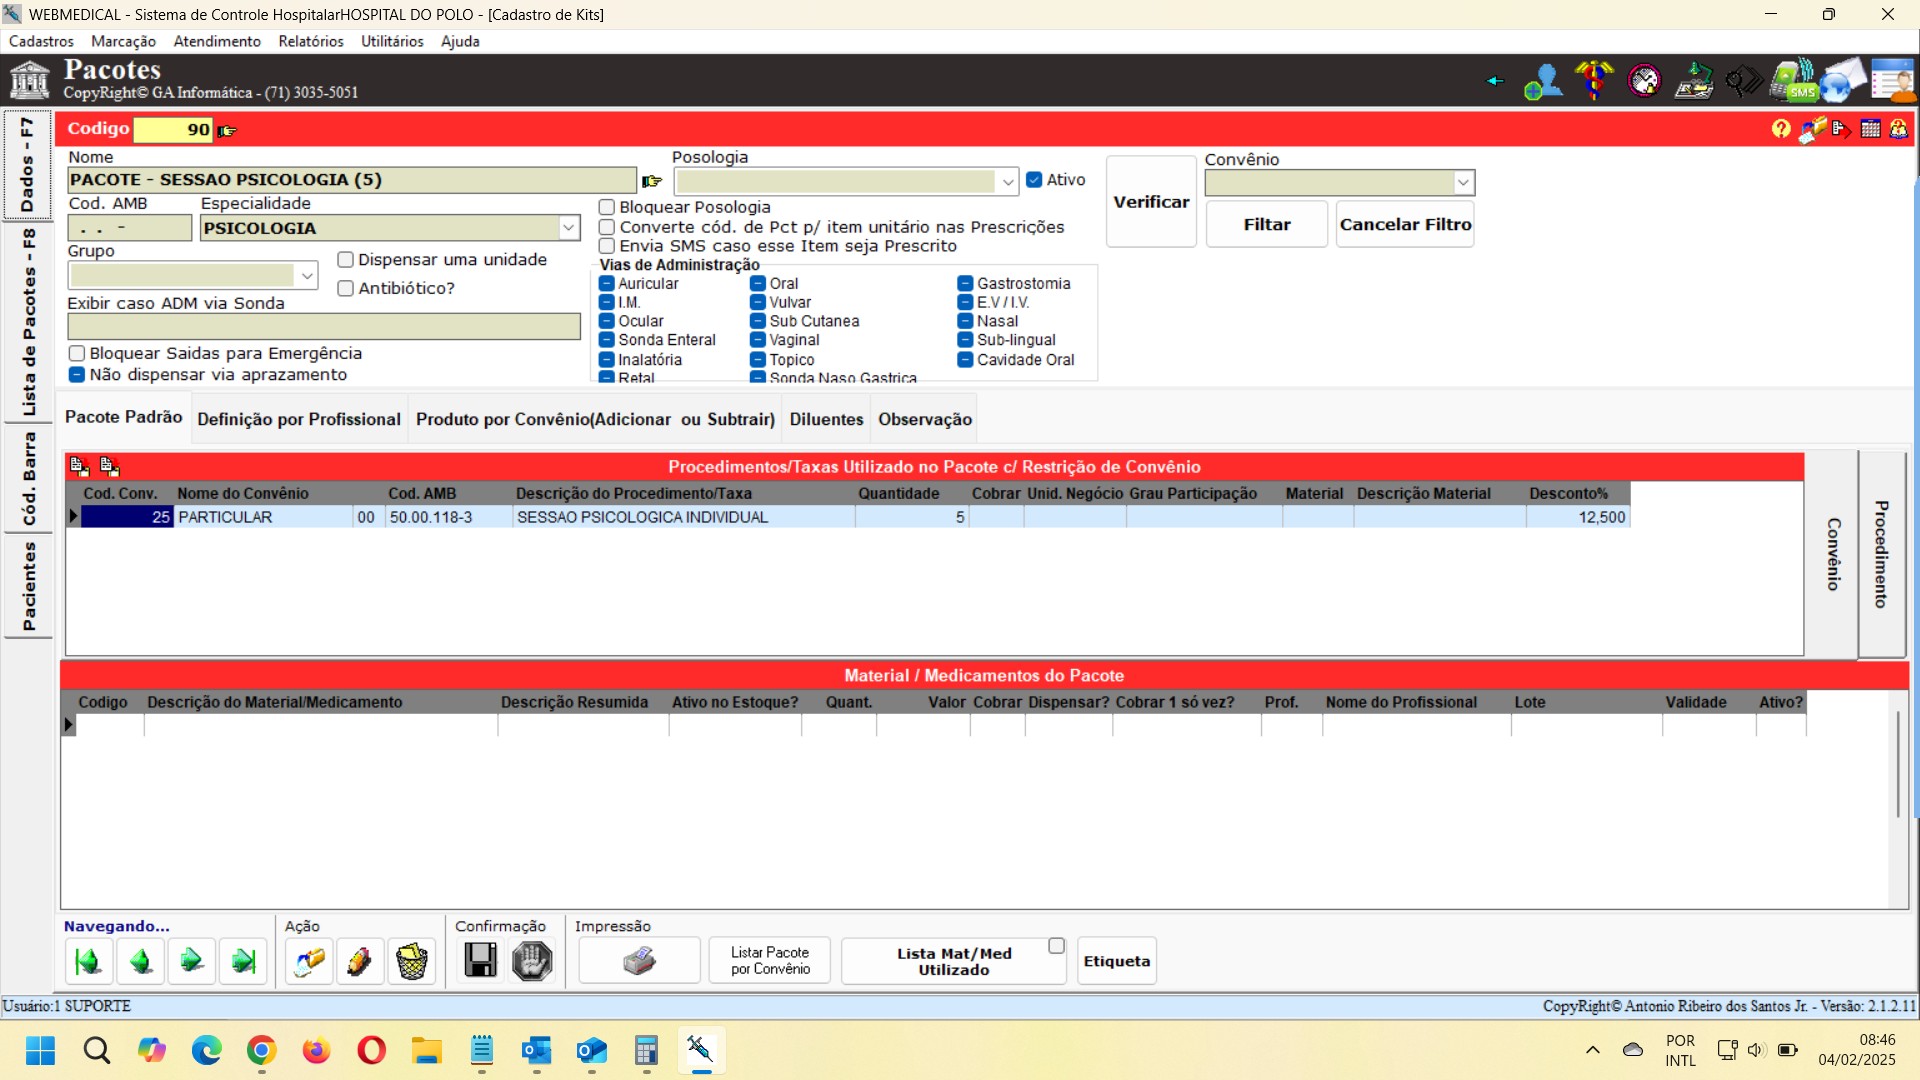 WEBMEDICAL - Sistema de Controle HospitalarHOSPITAL DO POLO - [Cadastro de Kits]
Cadastros Marcação Atendimento Relatórios Utilitários Ajuda
Pacotes
CopyRight© GA Informática - (71) 3035-5051
SMS
Dados - F7
Lista de Pacotes - F8
Cód. Barra
Pacientes
Codigo 90
Nome
PACOTE - SESSAO PSICOLOGIA (5)
Posologia
Ativo
Verificar
Convênio
Filtar
Cancelar Filtro
Cod. AMB
. . -
Especialidade
PSICOLOGIA
Bloquear Posologia
Converte cód. de Pct p/ item unitário nas Prescrições
Envia SMS caso esse Item seja Prescrito
Grupo
Dispensar uma unidade
Antibiótico?
Exibir caso ADM via Sonda
Bloquear Saidas para Emergência
Não dispensar via aprazamento
Vias de Administração
Auricular Oral Gastrostomia
I.M. Vulvar E.V / I.V.
Ocular Sub Cutanea Nasal
Sonda Enteral Vaginal Sub-lingual
Inalatória Topico Cavidade Oral
Retal Sonda Naso Gastrica
Pacote Padrão Definição por Profissional Produto por Convênio(Adicionar ou Subtrair) Diluentes Observação
Procedimentos/Taxas Utilizado no Pacote c/ Restrição de Convênio
Cod. Conv. Nome do Convênio Cod. AMB Descrição do Procedimento/Taxa Quantidade Cobrar Unid. Negócio Grau Participação Material Descrição Material Desconto%
25 PARTICULAR 00 50.00.118-3 SESSAO PSICOLOGICA INDIVIDUAL 5 12,500
Convênio
Procedimento
Material / Medicamentos do Pacote
Codigo Descrição do Material/Medicamento Descrição Resumida Ativo no Estoque? Quant. Valor Cobrar Dispensar? Cobrar 1 só vez? Prof. Nome do Profissional Lote Validade Ativo?
Navegando... Ação Confirmação Impressão
Listar Pacote
por Convênio
Lista Mat/Med
Utilizado
Etiqueta
Usuário:1 SUPORTE
CopyRight© Antonio Ribeiro dos Santos Jr. - Versão: 2.1.2.11
POR
INTL
08:46
04/02/2025